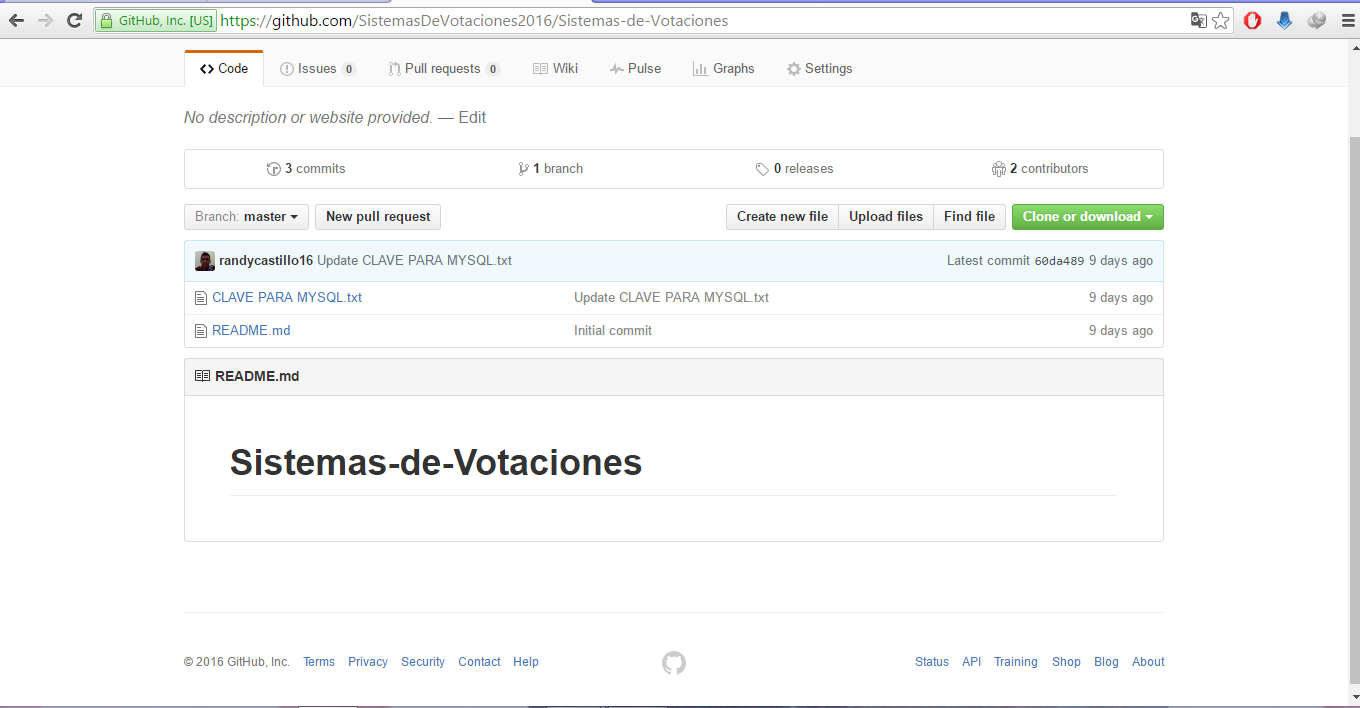 GitHub, Inc. [US] https://github.com/SistemasDeVotaciones2016/Sistemas-de-Votaciones
Code Issues 0 Pull requests 0 Wiki Pulse Graphs Settings
No description or website provided. — Edit
3 commits 1 branch 0 releases 2 contributors
Branch: master New pull request Create new file Upload files Find file Clone or download
randycastillo16 Update CLAVE PARA MYSQL.txt Latest commit 60da489 9 days ago
CLAVE PARA MYSQL.txt Update CLAVE PARA MYSQL.txt 9 days ago
README.md Initial commit 9 days ago
README.md
Sistemas-de-Votaciones
© 2016 GitHub, Inc. Terms Privacy Security Contact Help Status API Training Shop Blog About